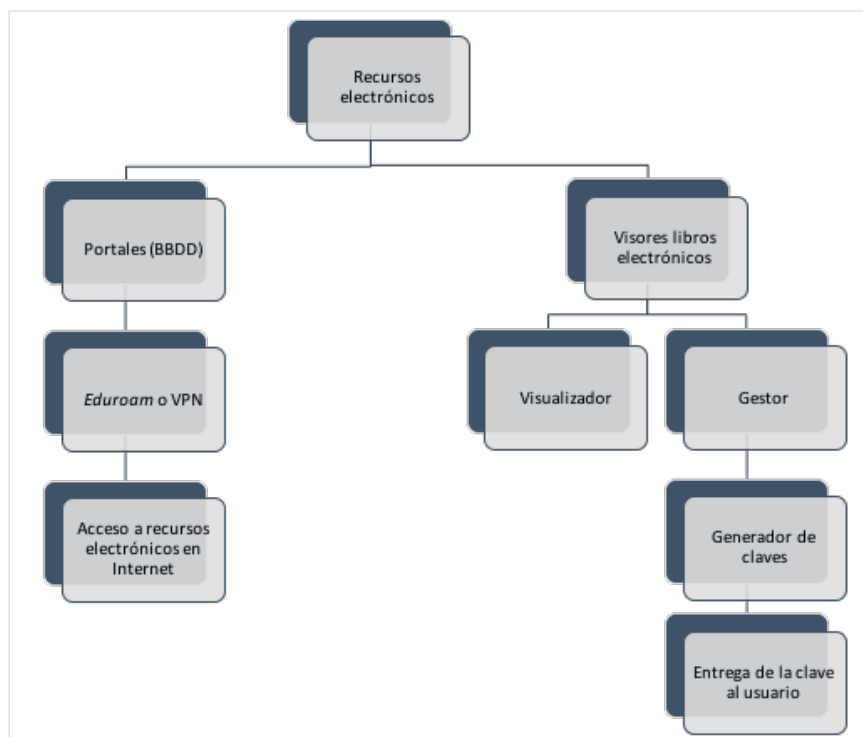 Recursos
electrónicos
Portales (BBDD)
Visores libros
electrónicos
Eduroam o VPN
Visualizador
Gestor
Acceso a recursos
electrónicos en
Internet
Generador de
claves
Entrega de la clave
al usuario